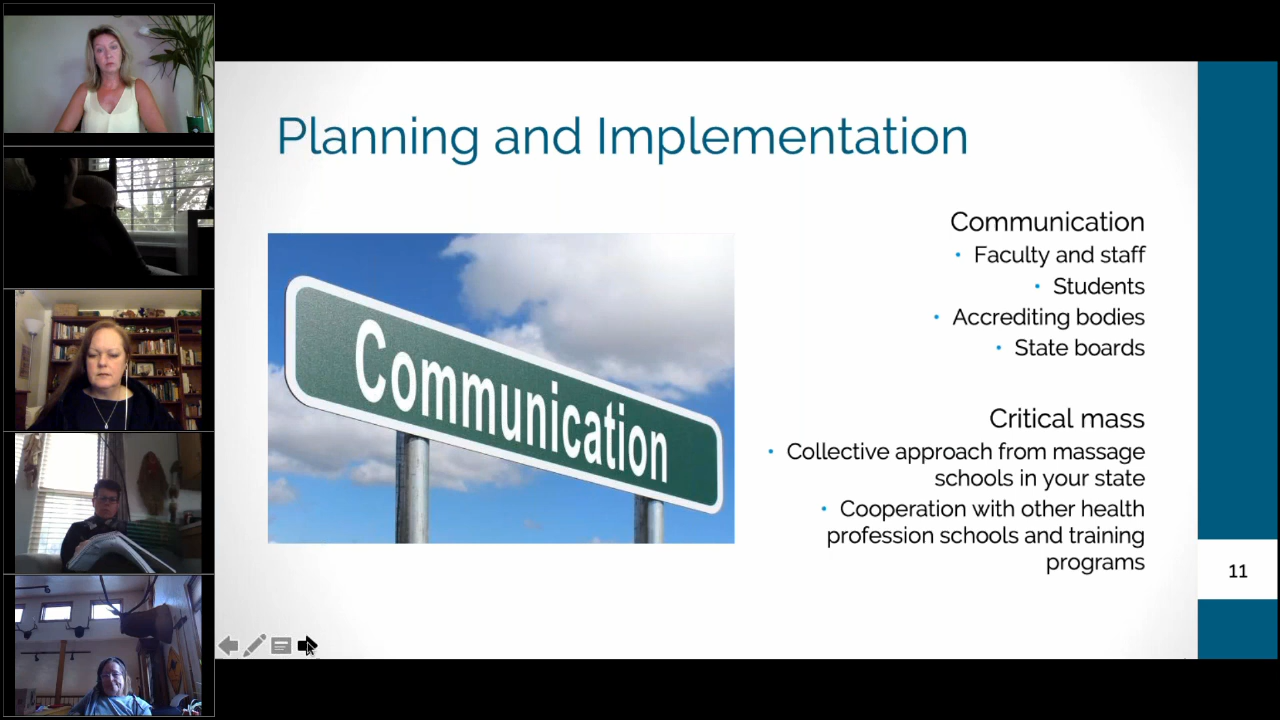 Planning and Implementation
Communication
Communication
• Faculty and staff
• Students
• Accrediting bodies
• State boards
Critical mass
• Collective approach from massage
schools in your state
• Cooperation with other health
profession schools and training
programs
11